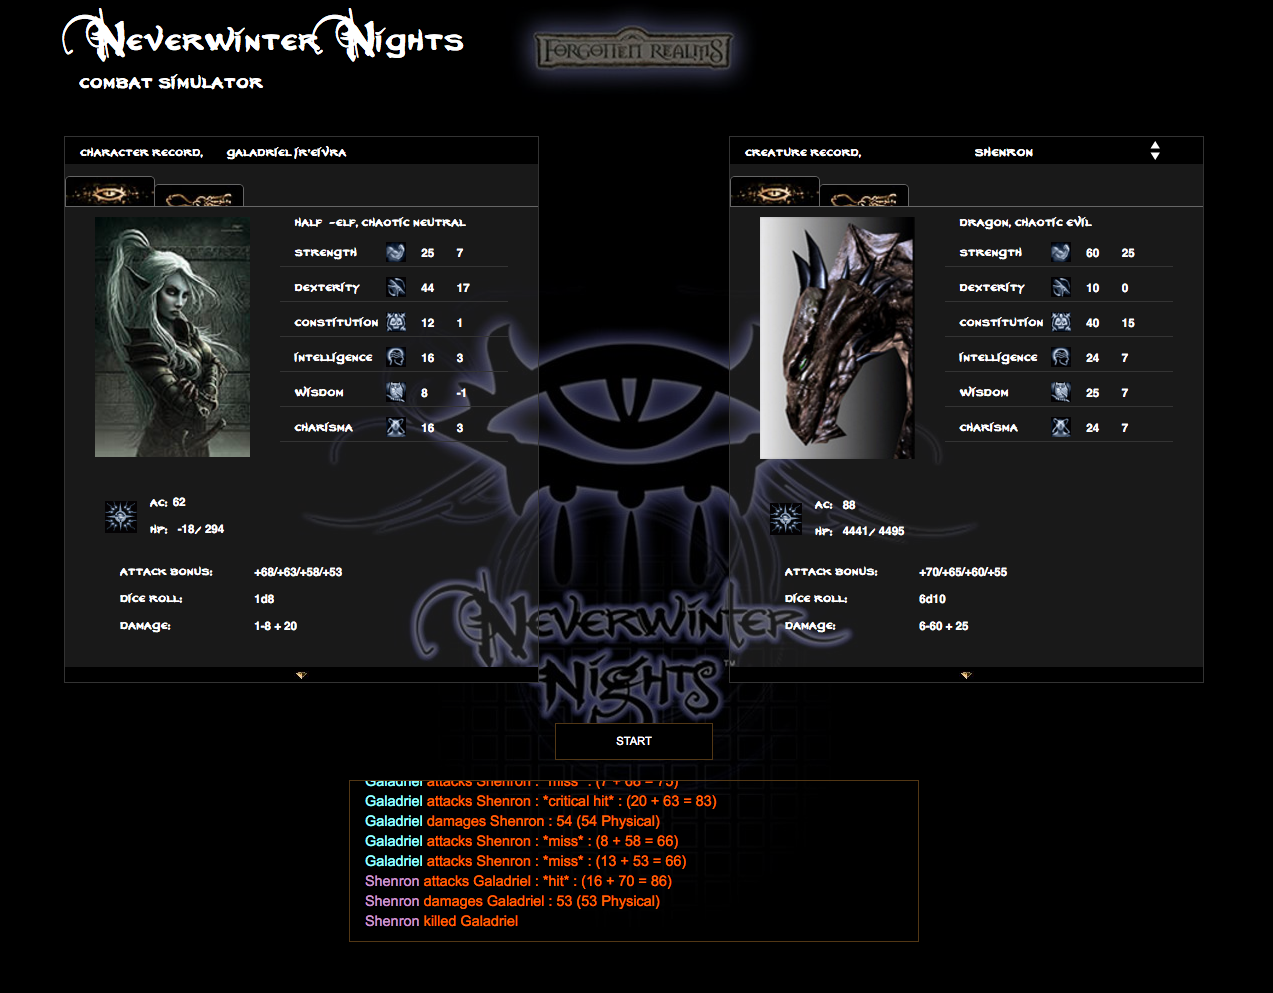 Neverwinter Nights
Combat Simulator
Forgotten Realms
Character Record, Galadriel Ir'Eivra
Half -Elf, Chaotic Neutral
Strength 25 7
Dexterity 44 17
Constitution 12 1
Intelligence 16 3
Wisdom 8 -1
Charisma 16 3
AC: 62
HP: -18/ 294
Attack Bonus: +68/+63/+58/+53
Dice Roll: 1d8
Damage: 1-8 + 20
Creature Record, Shenron
Dragon, Chaotic Evil
Strength 60 25
Dexterity 10 0
Constitution 40 15
Intelligence 24 7
Wisdom 25 7
Charisma 24 7
AC: 88
HP: 4441/ 4495
Attack Bonus: +70/+65/+60/+55
Dice Roll: 6d10
Damage: 6-60 + 25
Neverwinter
Nights™
START
Galadriel attacks Shenron : *miss* : (7 + 68 = 75)
Galadriel attacks Shenron : *critical hit* : (20 + 63 = 83)
Galadriel damages Shenron : 54 (54 Physical)
Galadriel attacks Shenron : *miss* : (8 + 58 = 66)
Galadriel attacks Shenron : *miss* : (13 + 53 = 66)
Shenron attacks Galadriel : *hit* : (16 + 70 = 86)
Shenron damages Galadriel : 53 (53 Physical)
Shenron killed Galadriel